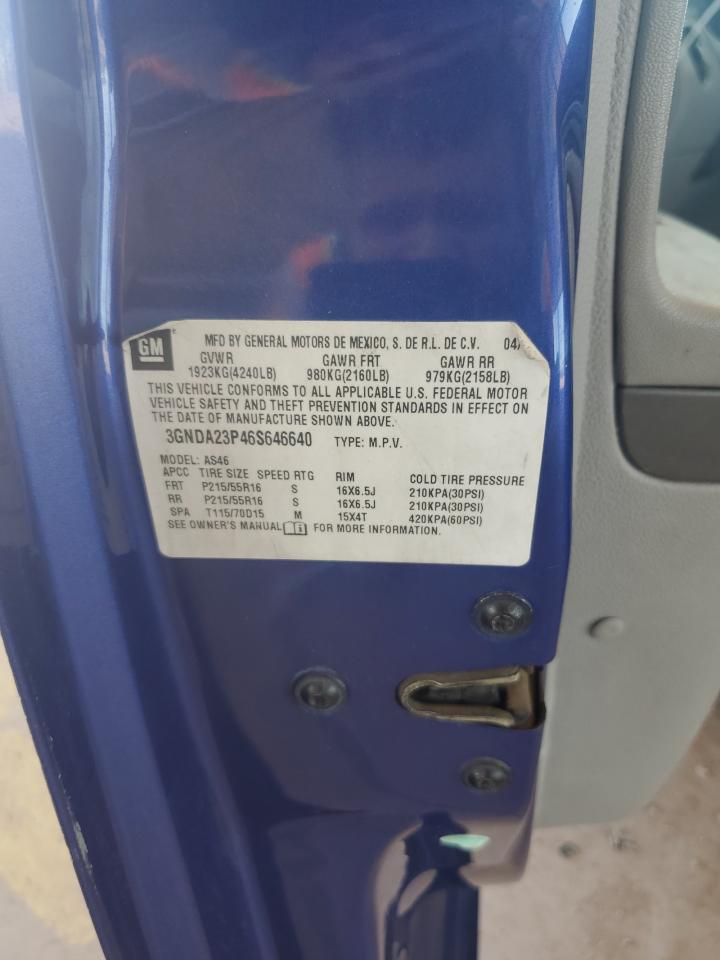 GM
MFD BY GENERAL MOTORS DE MEXICO, S. DE R.L. DE C.V. 04/
GVWR GAWR FRT GAWR RR
1923KG(4240LB) 980KG(2160LB) 979KG(2158LB)
THIS VEHICLE CONFORMS TO ALL APPLICABLE U.S. FEDERAL MOTOR
VEHICLE SAFETY AND THEFT PREVENTION STANDARDS IN EFFECT ON
THE DATE OF MANUFACTURE SHOWN ABOVE.
3GNDA23P46S646640 TYPE: M.P.V.
MODEL: AS46
APCC TIRE SIZE SPEED RTG RIM COLD TIRE PRESSURE
FRT P215/55R16 S 16X6.5J 210KPA(30PSI)
RR P215/55R16 S 16X6.5J 210KPA(30PSI)
SPA T115/70D15 M 15X4T 420KPA(60PSI)
SEE OWNER'S MANUAL FOR MORE INFORMATION.